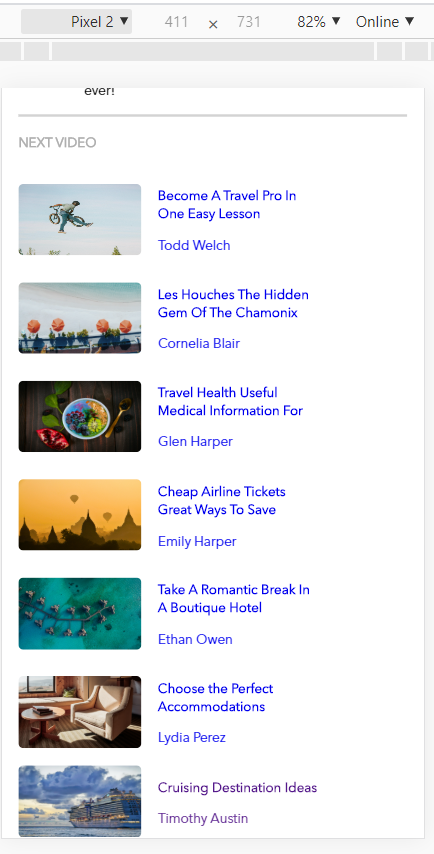 Pixel 2 ▼ 411 × 731 82% ▼ Online ▼
ever!
NEXT VIDEO
Become A Travel Pro In
One Easy Lesson
Todd Welch
Les Houches The Hidden
Gem Of The Chamonix
Cornelia Blair
Travel Health Useful
Medical Information For
Glen Harper
Cheap Airline Tickets
Great Ways To Save
Emily Harper
Take A Romantic Break In
A Boutique Hotel
Ethan Owen
Choose the Perfect
Accommodations
Lydia Perez
Cruising Destination Ideas
Timothy Austin